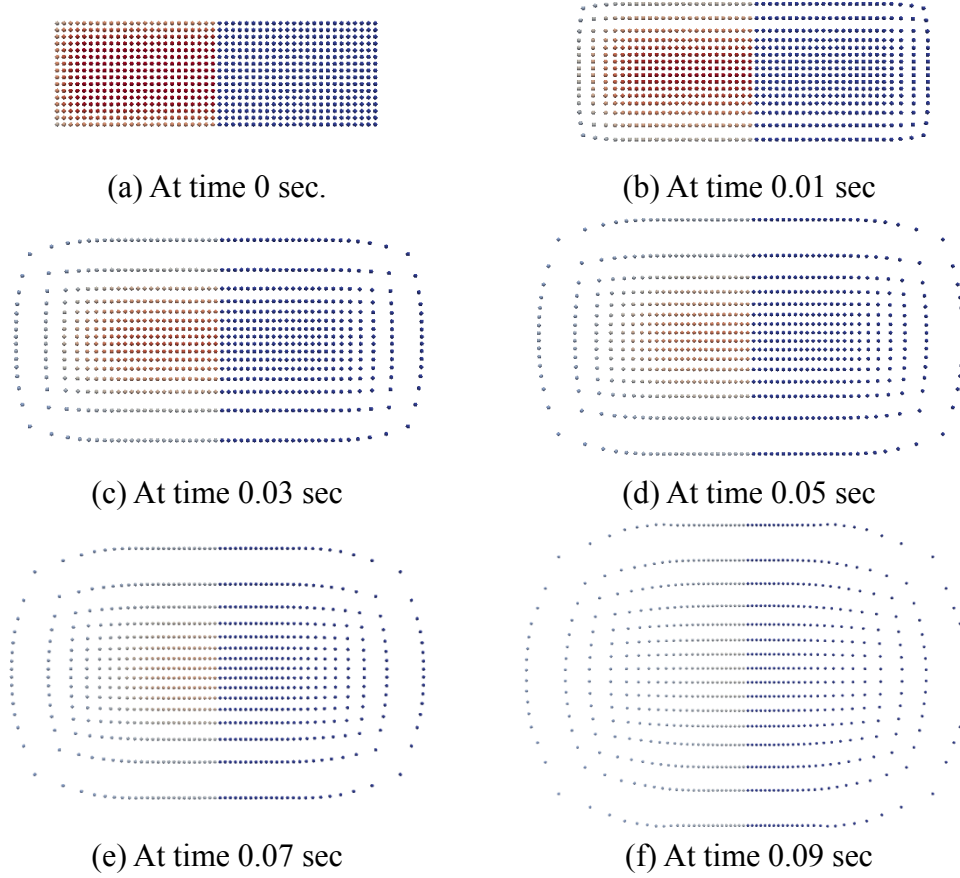 (a) At time 0 sec.
(b) At time 0.01 sec
(c) At time 0.03 sec
(d) At time 0.05 sec
(e) At time 0.07 sec
(f) At time 0.09 sec